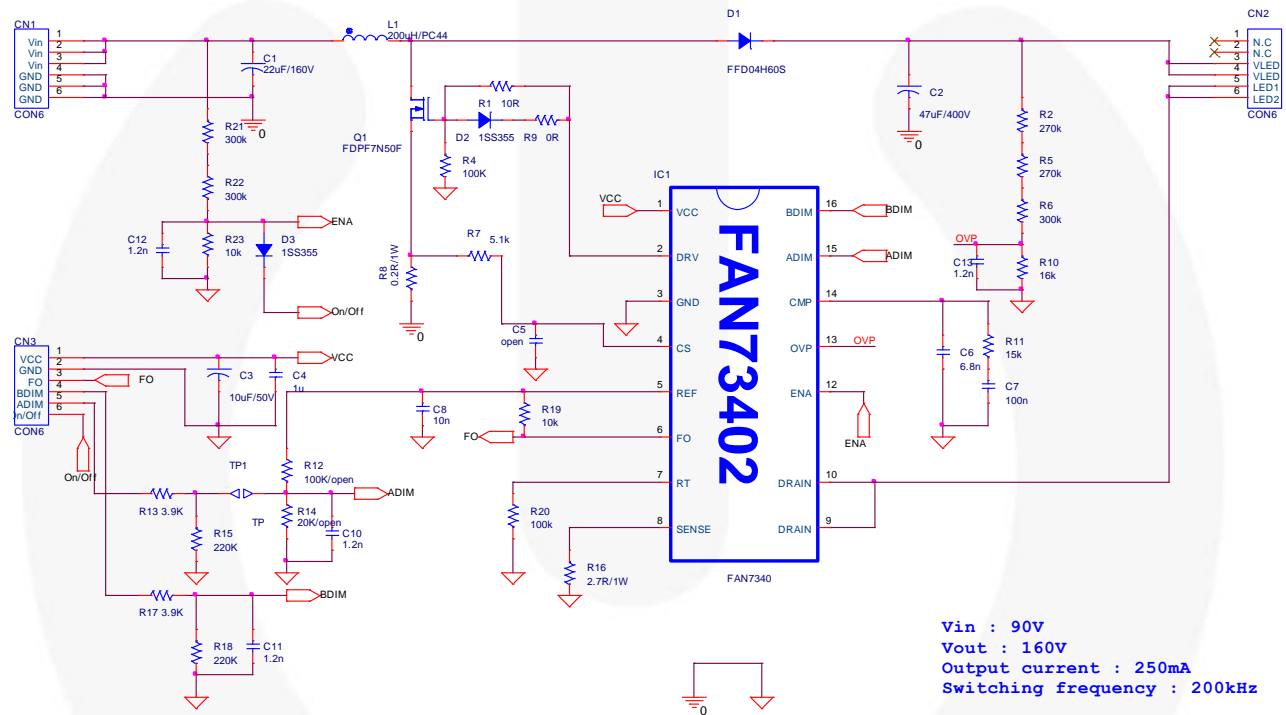 CN1
1
Vin
2
Vin
3
Vin
4
GND
5
GND
6
GND
CON6
C1
22uF/160V
0
L1
200uH/PC44
D1
FFD04H60S
CN2
1
N.C
2
N.C
3
VLED
4
VLED
5
LED1
6
LED2
CON6
C2
47uF/400V
0
R21
300k
R22
300k
C12
1.2n
R23
10k
D3
1SS355
ENA
On/Off
Q1
FDPF7N50F
R1
10R
D2
1SS355
R9
0R
R4
100K
R7
5.1k
R8
0.2R/1W
0
C5
open
R2
270k
R5
270k
R6
300k
OVP
C13
1.2n
R10
16k
IC1
VCC
1
VCC
2
DRV
3
GND
4
CS
5
REF
6
FO
7
RT
8
SENSE
FAN73402
16
BDIM
BDIM
15
ADIM
ADIM
14
CMP
13
OVP
OVP
12
ENA
ENA
10
DRAIN
9
DRAIN
FAN7340
C6
6.8n
R11
15k
C7
100n
CN3
1
VCC
2
GND
3
FO
4
BDIM
5
ADIM
6
On/Off
CON6
FO
On/Off
VCC
C3
10uF/50V
C4
1u
C8
10n
R19
10k
FO
R12
100K/open
TP1
TP
ADIM
R13 3.9K
R14
20K/open
R15
220K
C10
1.2n
R20
100k
R16
2.7R/1W
R17 3.9K
BDIM
R18
220K
C11
1.2n
0
Vin : 90V
Vout : 160V
Output current : 250mA
Switching frequency : 200kHz